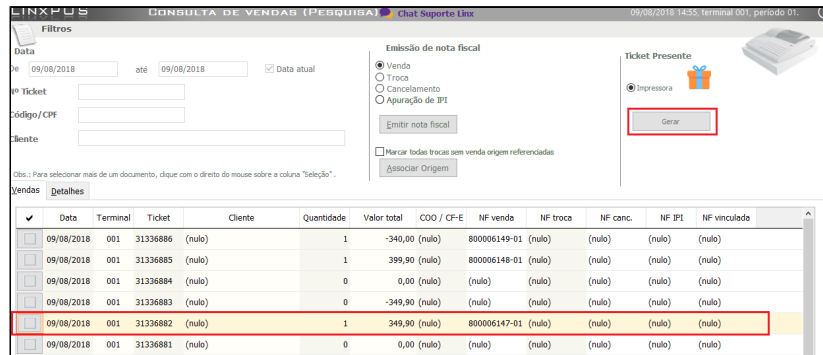 LINXPOS CONSULTA DE VENDAS (PESQUISA) Chat Suporte Linx 09/08/2018 14:55, terminal 001, período 01.
Filtros
Data
De 09/08/2018 até 09/08/2018 Data atual
Nº Ticket
Código/CPF
Cliente
Obs.: Para selecionar mais de um documento, clique com o direito do mouse sobre a coluna "Seleção" .
Emissão de nota fiscal
Venda
Troca
Cancelamento
Apuração de IPI
Emitir nota fiscal
Marcar todas trocas sem venda origem referenciadas
Associar Origem
Ticket Presente
Impressora
Gerar
Vendas Detalhes
Data Terminal Ticket Cliente Quantidade Valor total COO / CF-E NF venda NF troca NF canc. NF IPI NF vinculada
09/08/2018 001 31336886 (nulo) 1 -340,00 (nulo) 800006149-01 (nulo) (nulo) (nulo) (nulo)
09/08/2018 001 31336885 (nulo) 1 399,90 (nulo) 800006148-01 (nulo) (nulo) (nulo) (nulo)
09/08/2018 001 31336884 (nulo) 0 0,00 (nulo) (nulo) (nulo) (nulo) (nulo) (nulo)
09/08/2018 001 31336883 (nulo) 0 -349,90 (nulo) (nulo) (nulo) (nulo) (nulo) (nulo)
09/08/2018 001 31336882 (nulo) 1 349,90 (nulo) 800006147-01 (nulo) (nulo) (nulo) (nulo)
09/08/2018 001 31336881 (nulo) 0 0,00 (nulo) (nulo) (nulo) (nulo) (nulo) (nulo)